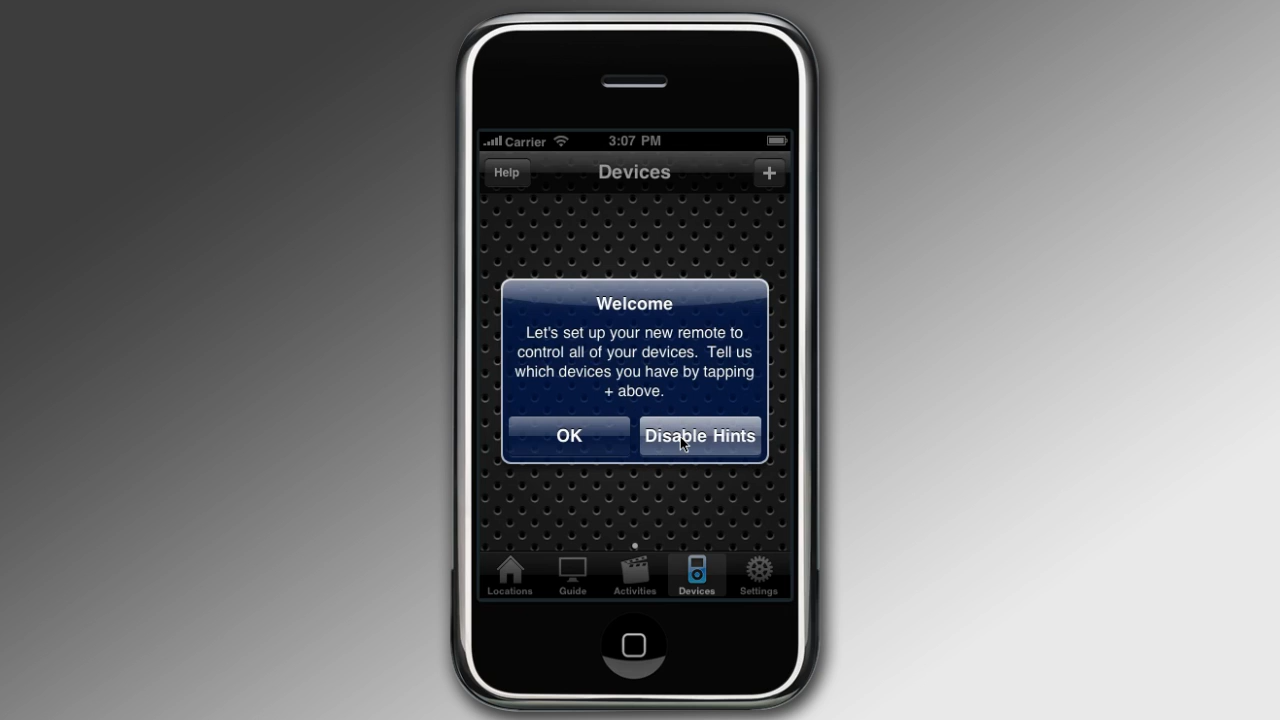 Carrier 3:07 PM
Help Devices +
Welcome
Let's set up your new remote to
control all of your devices.  Tell us
which devices you have by tapping
+ above.
OK Disable Hints
Locations Guide Activities Devices Settings